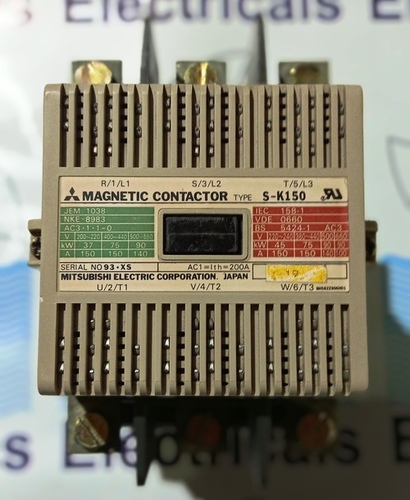 Electricals
R/1/L1 S/3/L2 T/5/L3
MAGNETIC CONTACTOR TYPE S-K150
JEM 1038
NKE 8983
AC3·1·1-0
V 200~220 400~440 500~550
kW 37 75 90
A 150 150 140
IEC 158-1
VDE 0660
BS 5424-1 AC3
kW 45 75 90
A 150 150
SERIAL NO 93-XS AC1=Ith=200A
MITSUBISHI ELECTRIC CORPORATION, JAPAN
U/2/T1 V/4/T2 W/6/T3
Electricals